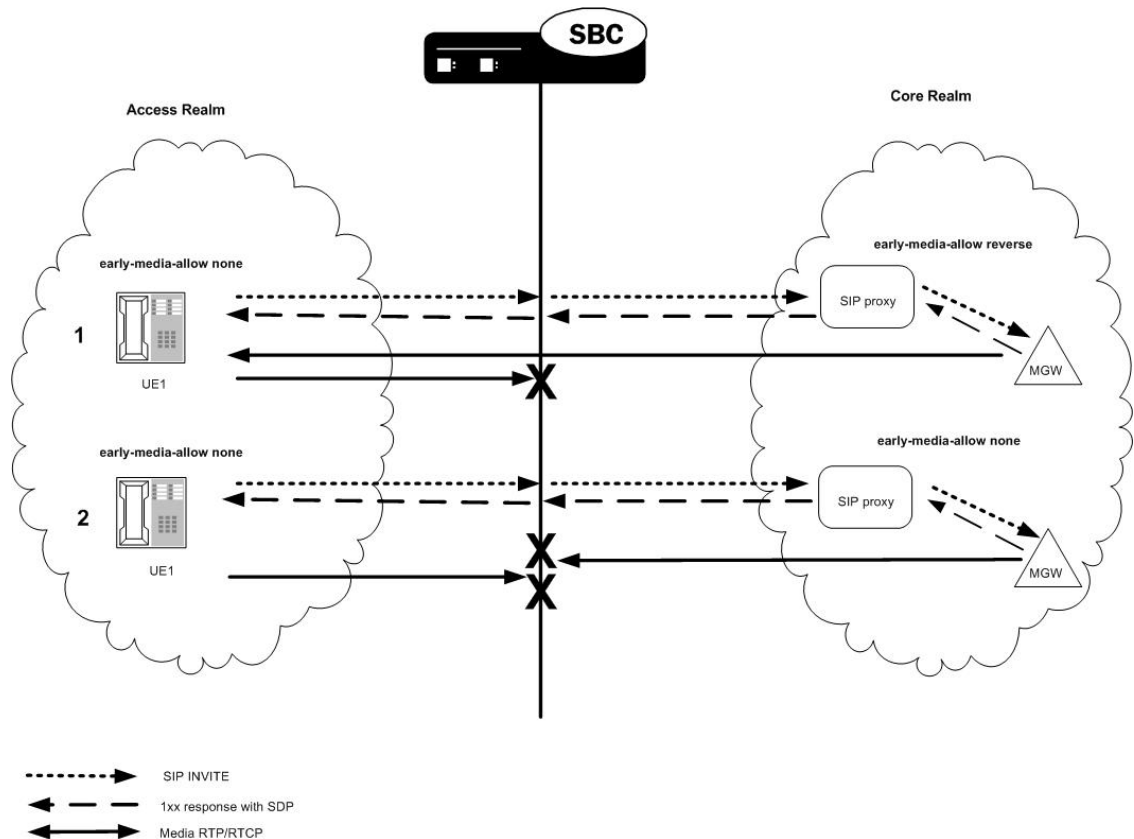 SBC
Access Realm
Core Realm
early-media-allow none
early-media-allow reverse
SIP proxy
1
UE1
X
MGW
early-media-allow none
early-media-allow none
SIP proxy
2
UE1
X
X
MGW
SIP INVITE
1xx response with SDP
Media RTP/RTCP